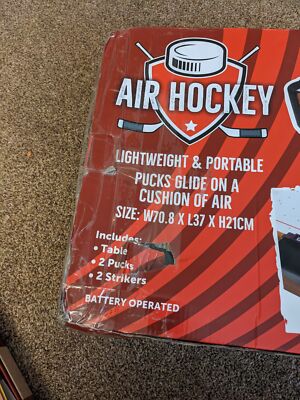 AIR HOCKEY
LIGHTWEIGHT & PORTABLE
PUCKS GLIDE ON A
CUSHION OF AIR
SIZE: W70.8 X L37 X H21CM
Includes:
• Table
• 2 Pucks
• 2 Strikers
BATTERY OPERATED